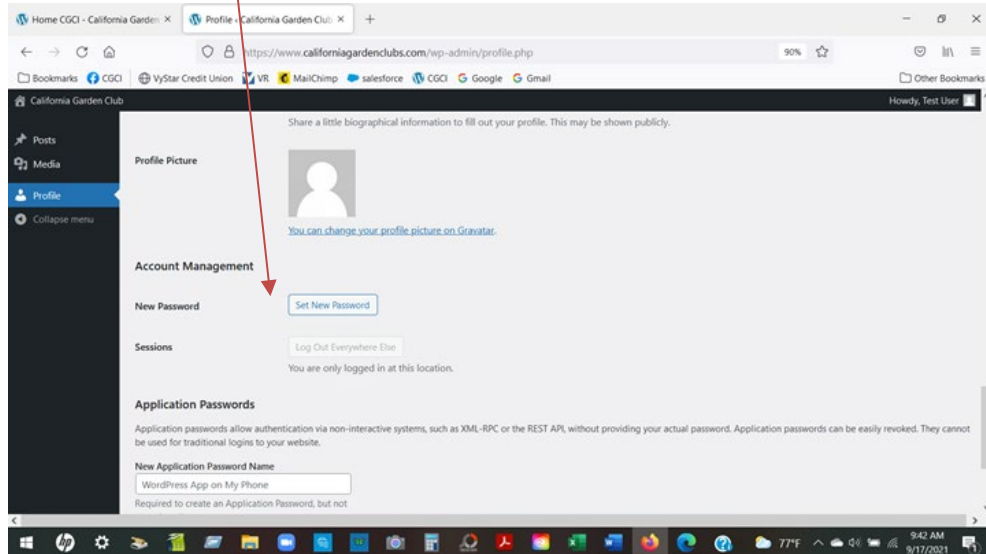 Home CGCI - California Garden
Profile ‹ California Garden Club
https://www.californiagardenclubs.com/wp-admin/profile.php
90%
Bookmarks CGCI VyStar Credit Union VR MailChimp salesforce CGCI Google Gmail Other Bookmarks
California Garden Club Howdy, Test User
Share a little biographical information to fill out your profile. This may be shown publicly.
Posts
Media
Profile Picture
Profile
Collapse menu
You can change your profile picture on Gravatar.
Account Management
New Password Set New Password
Sessions Log Out Everywhere Else
You are only logged in at this location.
Application Passwords
Application passwords allow authentication via non-interactive systems, such as XML-RPC or the REST API, without providing your actual password. Application passwords can be easily revoked. They cannot
be used for traditional logins to your website.
New Application Password Name
WordPress App on My Phone
Required to create an Application Password, but not
77°F
9:42 AM
9/17/2021